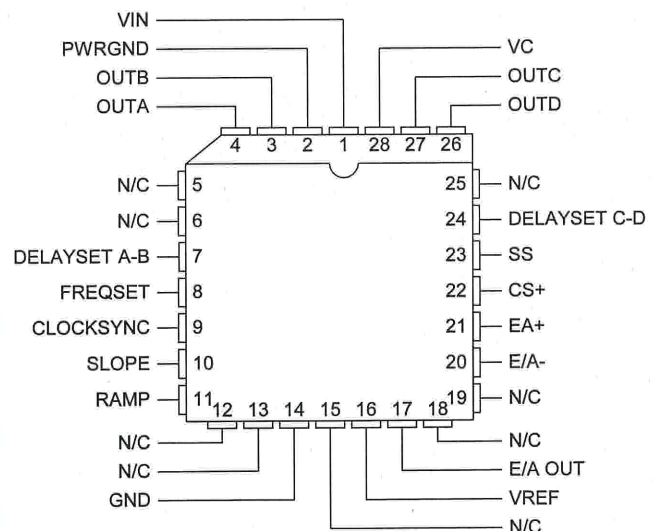 VIN
PWRGND
VC
OUTB
OUTC
OUTA
OUTD
4 3 2 1 28 27 26
N/C 5 25 N/C
N/C 6 24 DELAYSET C-D
DELAYSET A-B 7 23 SS
FREQSET 8 22 CS+
CLOCKSYNC 9 21 EA+
SLOPE 10 20 E/A-
RAMP 11 19 N/C
12 13 14 15 16 17 18
N/C N/C
N/C E/A OUT
GND VREF
N/C